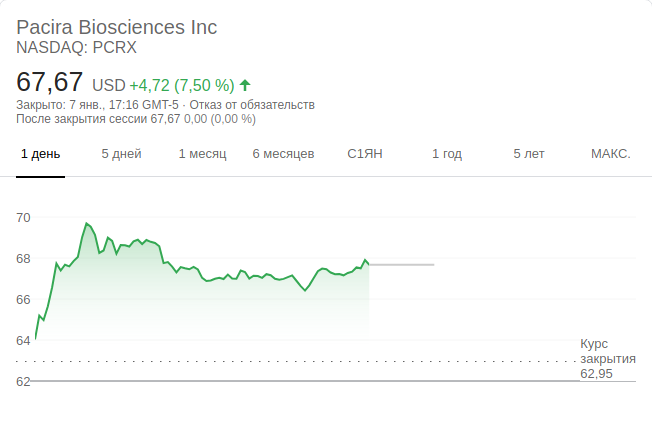 Pacira Biosciences Inc
NASDAQ: PCRX
67,67 USD +4,72 (7,50 %)
Закрыто: 7 янв., 17:16 GMT-5 · Отказ от обязательств
После закрытия сессии 67,67 0,00 (0,00 %)
1 день 5 дней 1 месяц 6 месяцев С1ЯН 1 год 5 лет МАКС.
70
68
66
64
Курс
закрытия
62,95
62